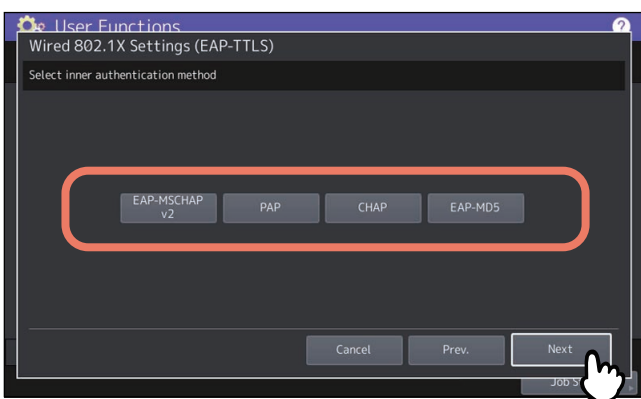 User Functions
?
Wired 802.1X Settings (EAP-TTLS)
Select inner authentication method
EAP-MSCHAP
v2
PAP
CHAP
EAP-MD5
Cancel
Prev.
Next
Job